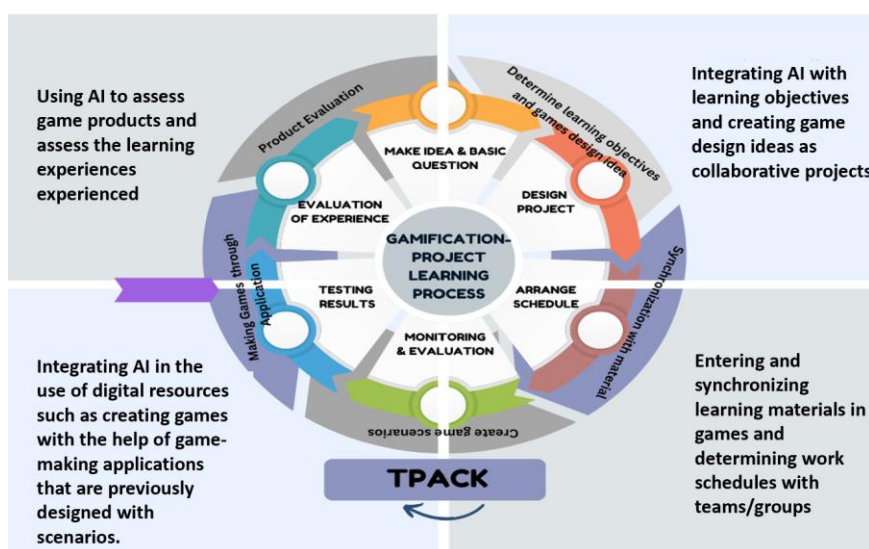 Using AI to assess
game products and
assess the learning
experiences
experienced
Integrating AI with
learning objectives
and creating game
design ideas as
collaborative projects
Product Evaluation
Determine learning objectives
and games design idea
MAKE IDEA & BASIC
QUESTION
EVALUATION
OF EXPERIENCE
DESIGN
PROJECT
GAMIFICATION-
PROJECT
LEARNING
PROCESS
TESTING
RESULTS
ARRANGE
SCHEDULE
MONITORING
& EVALUATION
Making Games through
Application
Synchronization with material
Create game scenarios
TPACK
Integrating AI in the
use of digital resources
such as creating games
with the help of game-
making applications
that are previously
designed with
scenarios.
Entering and
synchronizing
learning materials in
games and
determining work
schedules with
teams/groups